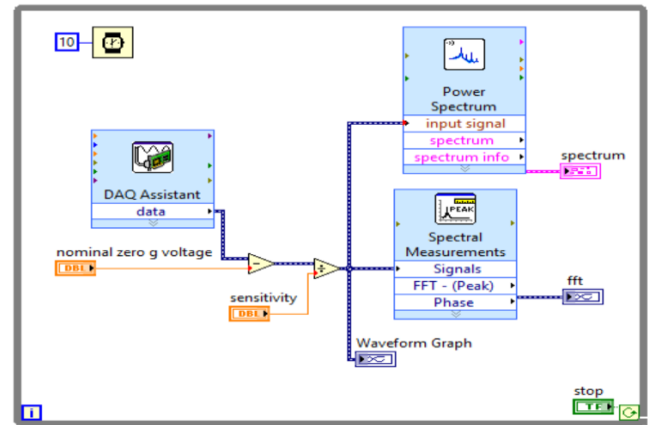 10
Power
Spectrum
input signal
spectrum
spectrum info
spectrum
DAQ Assistant
data
PEAK
Spectral
Measurements
Signals
FFT - (Peak)
Phase
fft
nominal zero g voltage
DBL
sensitivity
DBL
Waveform Graph
stop
TF
i